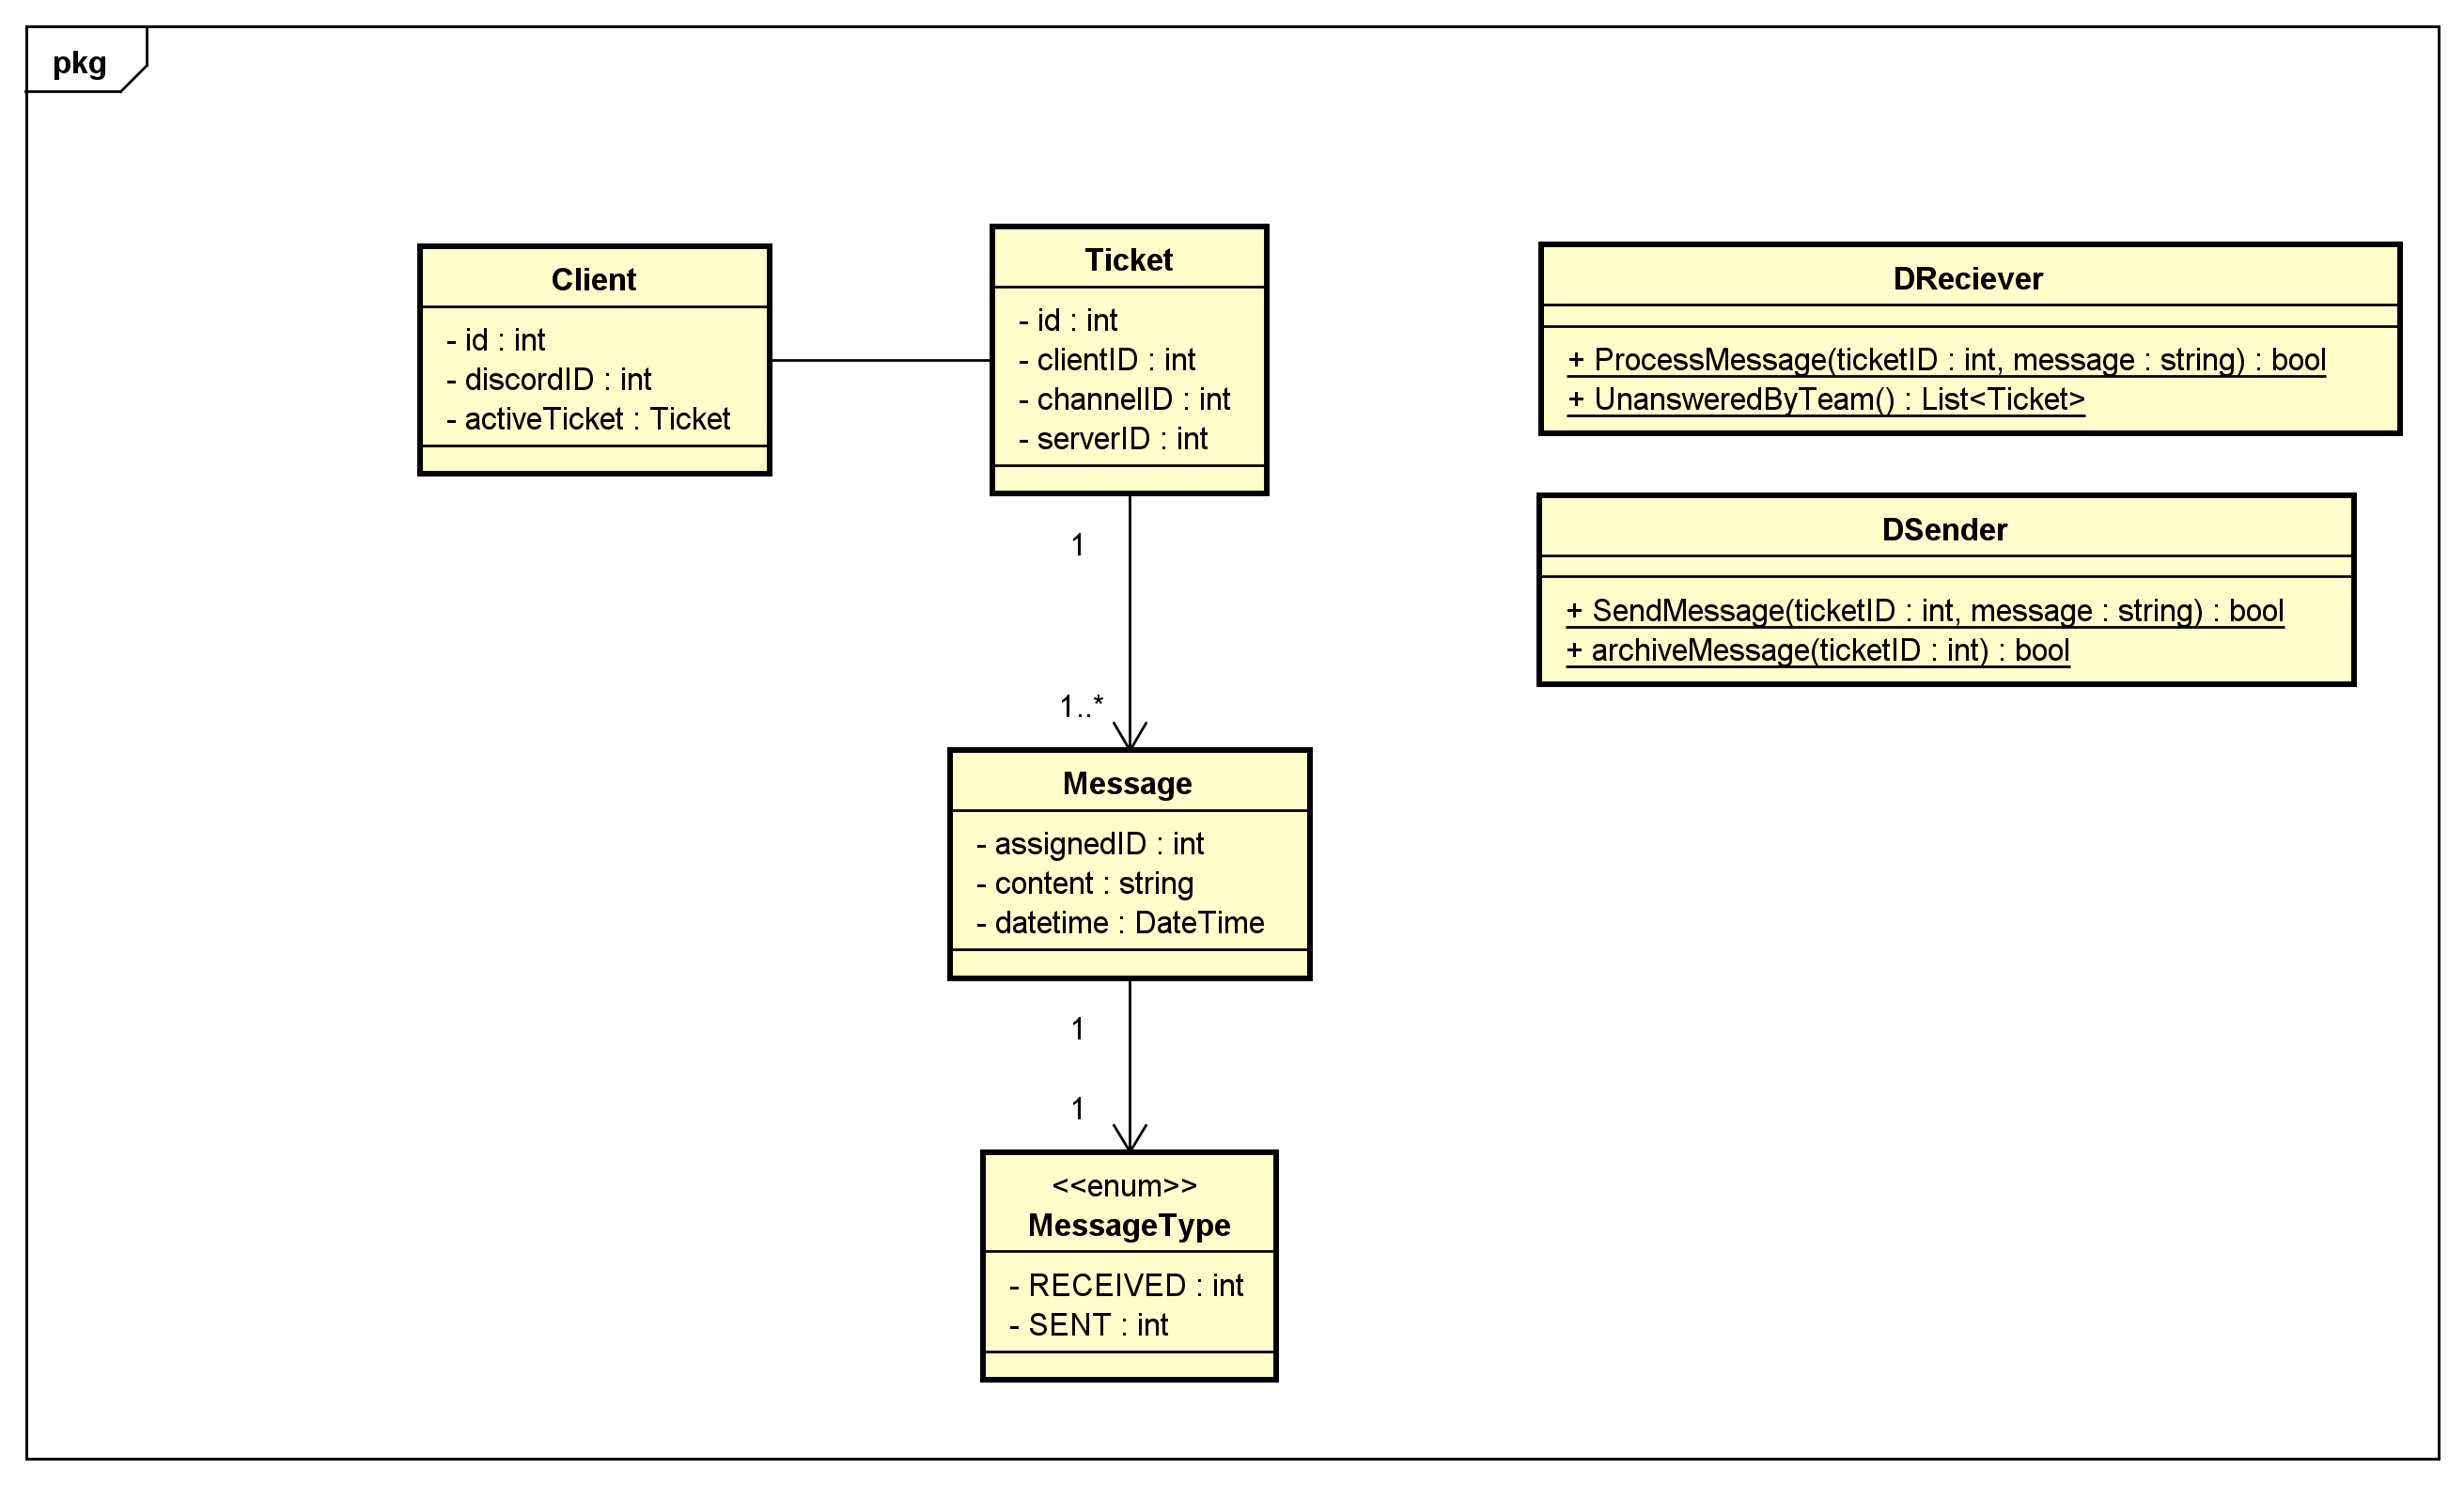 pkg
Client
- id : int
- discordID : int
- activeTicket : Ticket
Ticket
- id : int
- clientID : int
- channelID : int
- serverID : int
DReciever
+ ProcessMessage(ticketID : int, message : string) : bool
+ UnansweredByTeam() : List<Ticket>
DSender
+ SendMessage(ticketID : int, message : string) : bool
+ archiveMessage(ticketID : int) : bool
1
1..*
Message
- assignedID : int
- content : string
- datetime : DateTime
1
1
<<enum>>
MessageType
- RECEIVED : int
- SENT : int